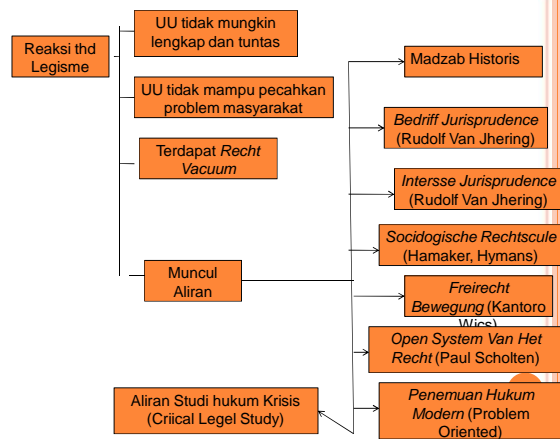 Reaksi thd
Legisme
UU tidak mungkin
lengkap dan tuntas
UU tidak mampu pecahkan
problem masyarakat
Terdapat Recht
Vacuum
Muncul
Aliran
Madzab Historis
Bedriff Jurisprudence
(Rudolf Van Jhering)
Intersse Jurisprudence
(Rudolf Van Jhering)
Socidogische Rechtscule
(Hamaker, Hymans)
Freirecht
Bewegung (Kantoro
Wics)
Open System Van Het
Recht (Paul Scholten)
Penemuan Hukum
Modern (Problem
Oriented)
Aliran Studi hukum Krisis
(Criical Legel Study)